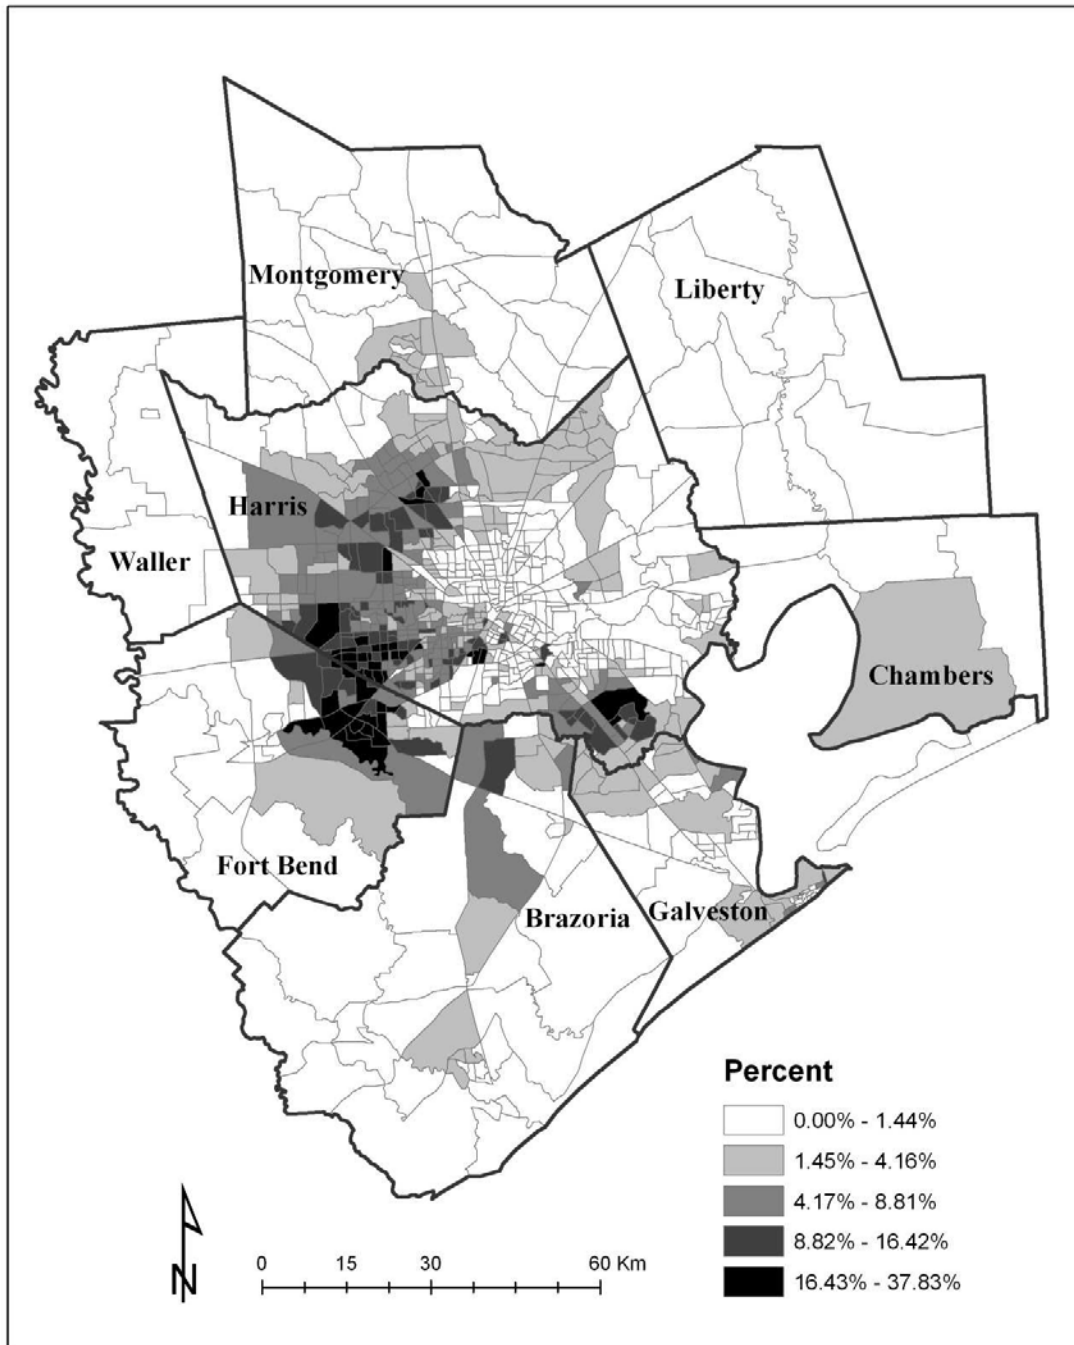 Montgomery
Liberty
Harris
Waller
Chambers
Fort Bend
Brazoria
Galveston
Percent
0.00% - 1.44%
1.45% - 4.16%
4.17% - 8.81%
8.82% - 16.42%
16.43% - 37.83%
N
0 15 30 60 Km